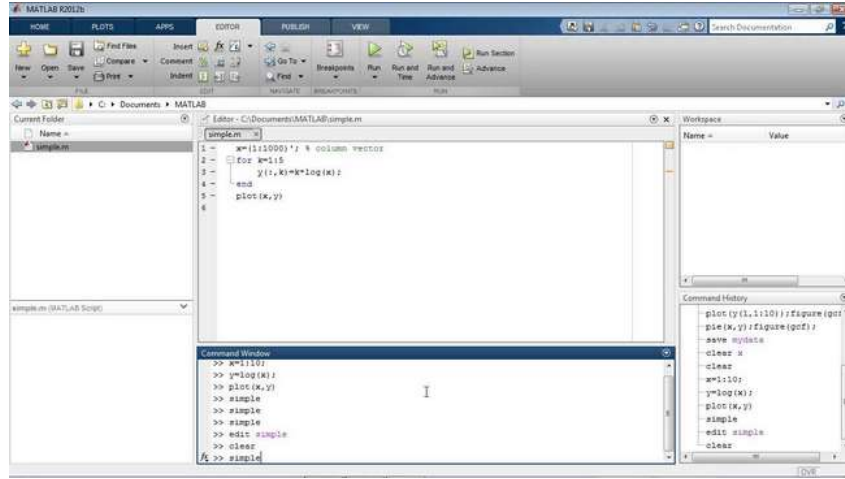 MATLAB R2012b
HOME PLOTS APPS EDITOR PUBLISH VIEW Search Documentation
New Open Save Find Files Compare Print Insert Comment Indent Go To Find Breakpoints Run Run and Time Run and Advance Run Section Advance
FILE EDIT NAVIGATE BREAKPOINTS RUN
C: Documents MATLAB
Current Folder
Name
simple.m
simple.m (MATLAB Script)
Editor - C:\Documents\MATLAB\simple.m
simple.m
1 - x=(1:1000)'; % column vector
2 - for k=1:5
3 - y(:,k)=k*log(x);
4 - end
5 - plot(x,y)
6
Command Window
>> x=1:10;
>> y=log(x);
>> plot(x,y)
>> simple
>> simple
>> simple
>> edit simple
>> clear
fx >> simple
Workspace
Name Value
Command History
plot(y(1,1:10));figure(gcf
pie(x,y);figure(gcf);
save mydata
clear x
clear
x=1:10;
y=log(x);
plot(x,y)
simple
edit simple
clear
OVR